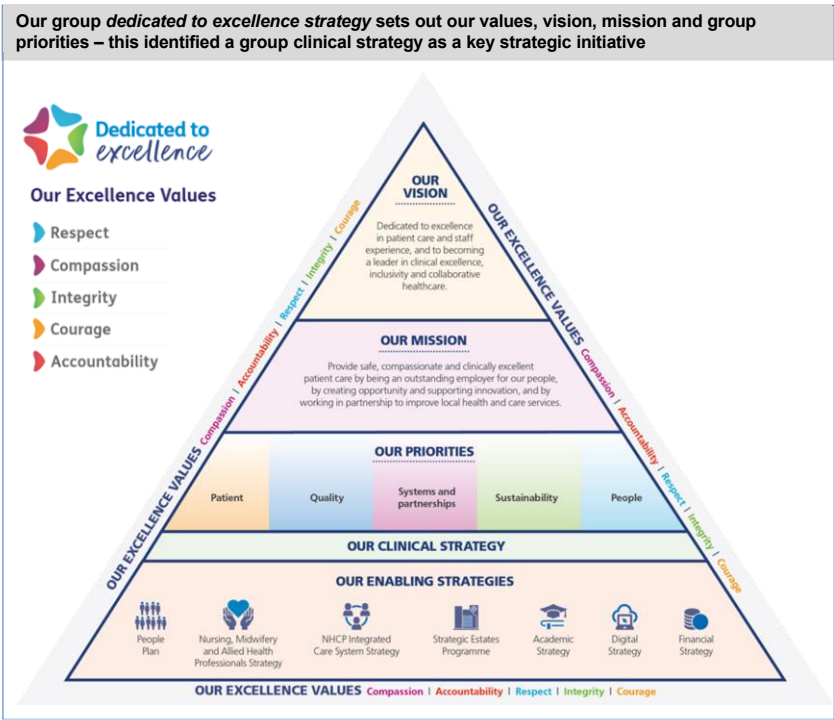 Our group dedicated to excellence strategy sets out our values, vision, mission and group
priorities – this identified a group clinical strategy as a key strategic initiative
Dedicated to
excellence
Our Excellence Values
Respect
Compassion
Integrity
Courage
Accountability
OUR EXCELLENCE VALUES Compassion | Accountability | Respect | Integrity | Courage
OUR EXCELLENCE VALUES Compassion | Accountability | Respect | Integrity | Courage
OUR
VISION
Dedicated to excellence
in patient care and staff
experience, and to becoming
a leader in clinical excellence,
inclusivity and collaborative
healthcare.
OUR MISSION
Provide safe, compassionate and clinically excellent
patient care by being an outstanding employer for our people,
by creating opportunity and supporting innovation, and by
working in partnership to improve local health and care services.
OUR PRIORITIES
Patient
Quality
Systems and
partnerships
Sustainability
People
OUR CLINICAL STRATEGY
OUR ENABLING STRATEGIES
People
Plan
Nursing, Midwifery
and Allied Health
Professionals Strategy
NHCP Integrated
Care System Strategy
Strategic Estates
Programme
Academic
Strategy
Digital
Strategy
Financial
Strategy
OUR EXCELLENCE VALUES Compassion | Accountability | Respect | Integrity | Courage